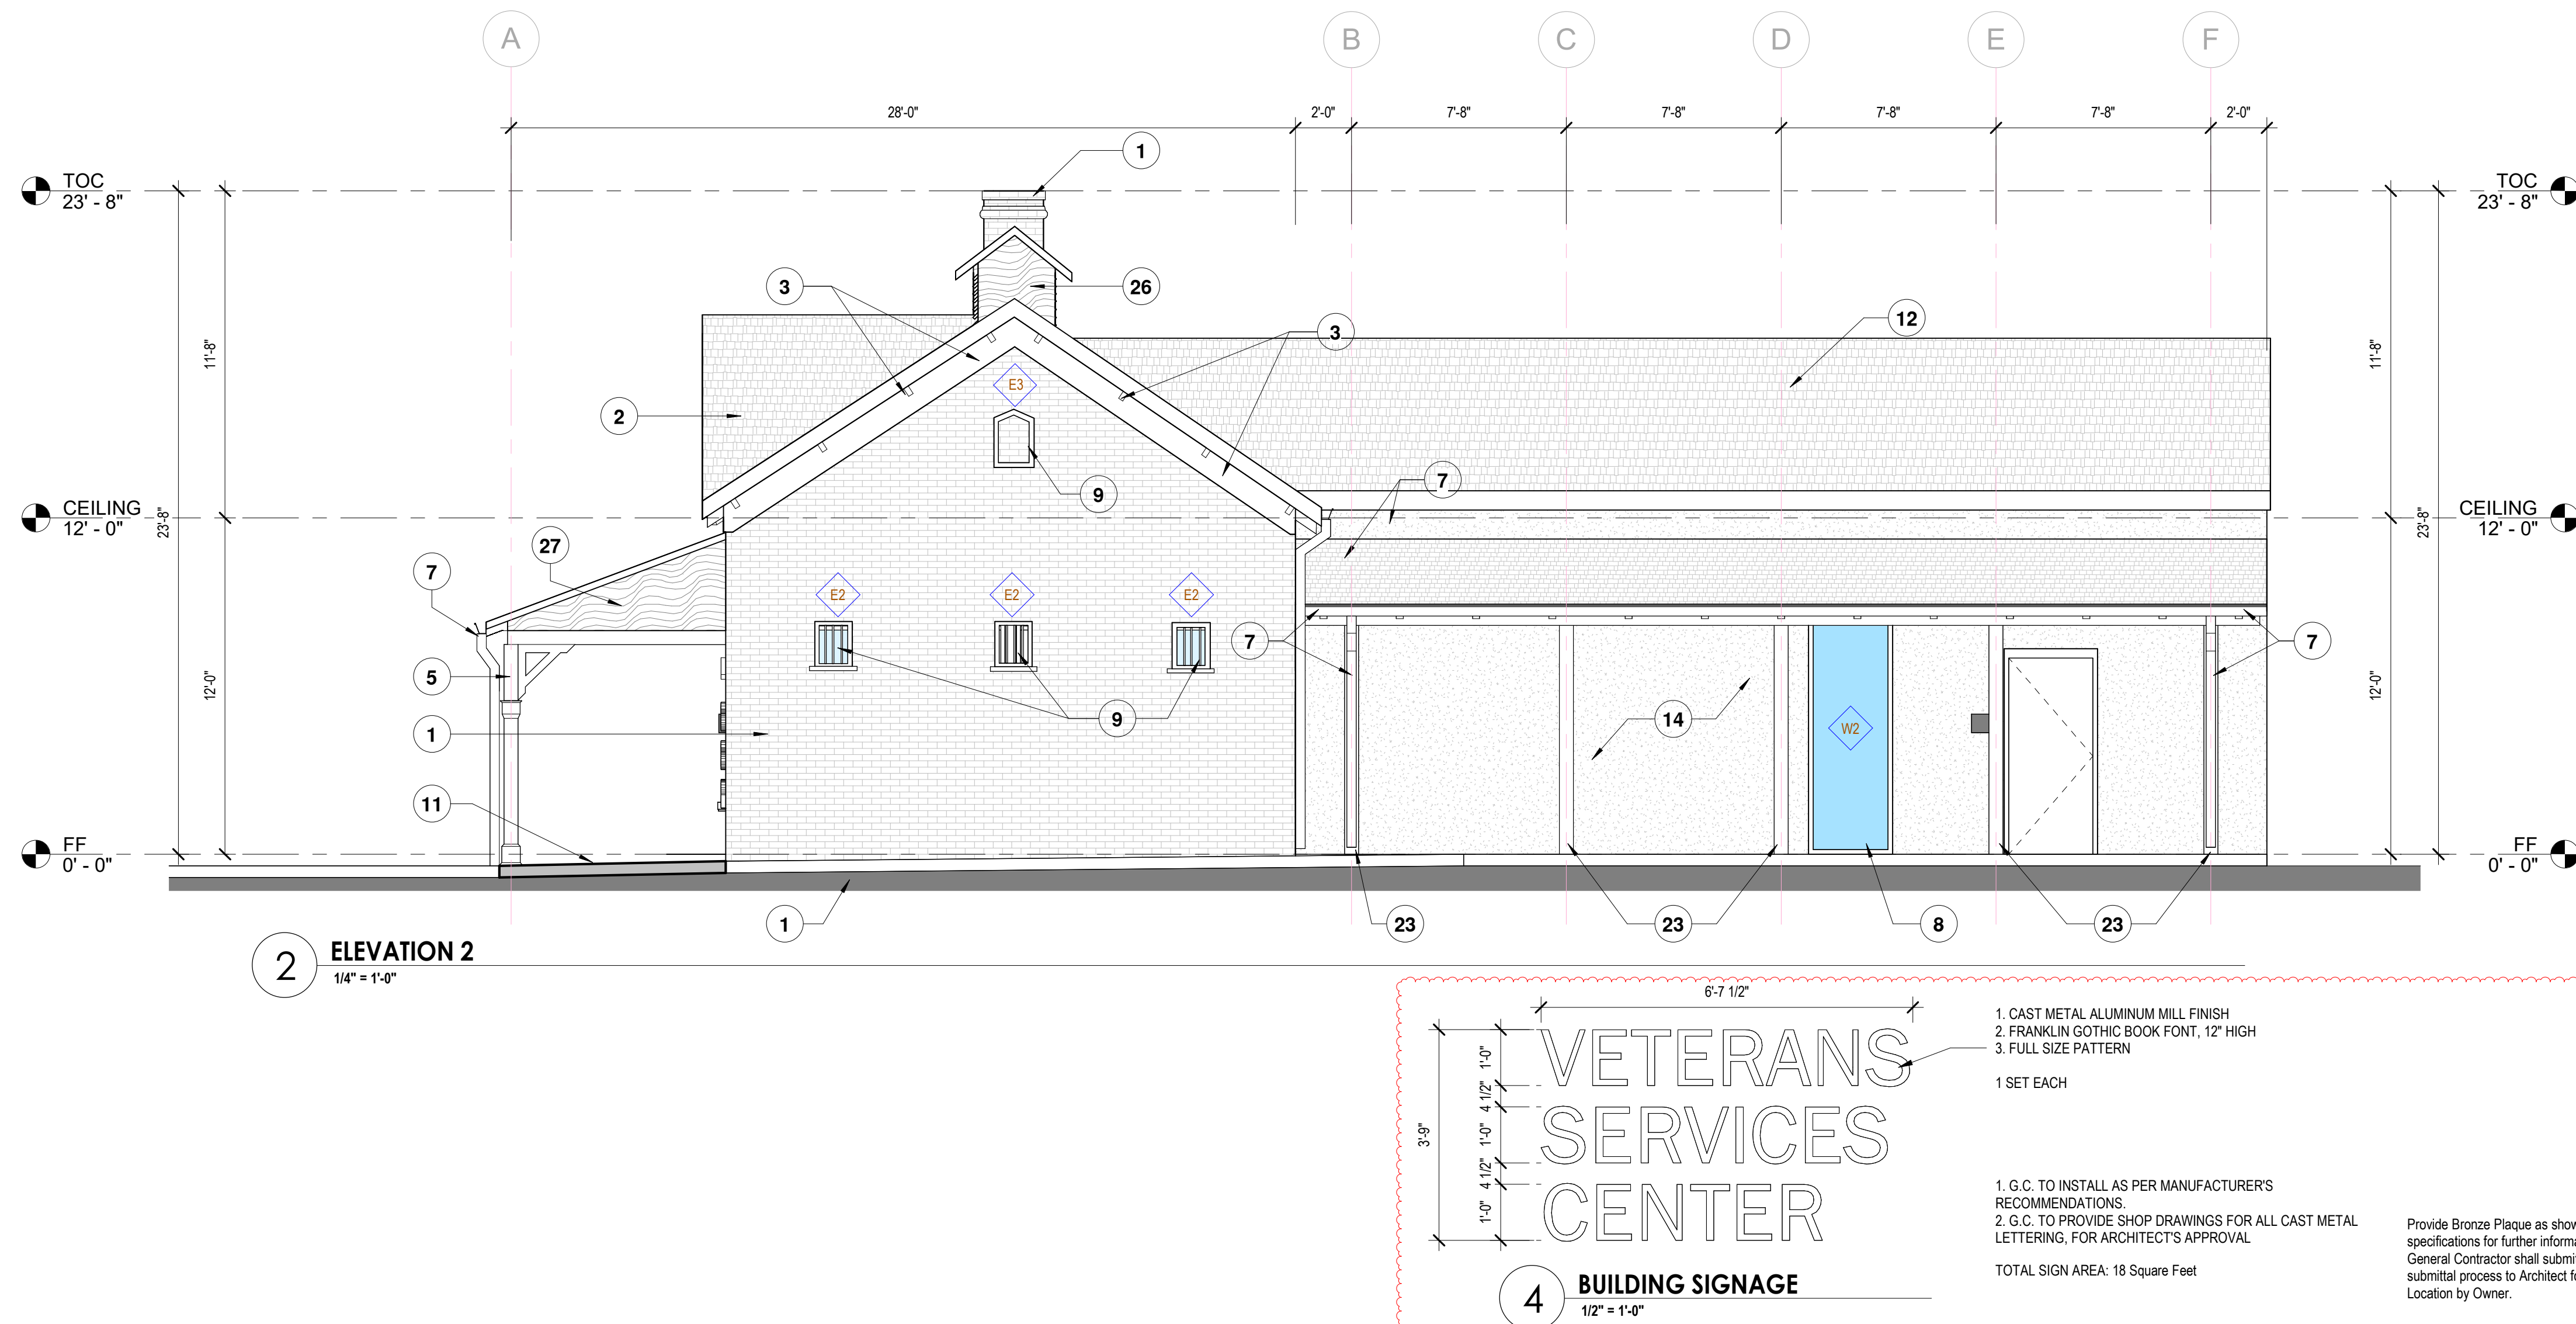 A B C D E F
28'-0" 2'-0" 7'-8" 7'-8" 7'-8" 7'-8" 2'-0"
1
TOC
23' - 8"
TOC
23' - 8"
3 26
3 12
11'-8" 11'-8"
E3
2
7
9
CEILING
12' - 0"
CEILING
12' - 0"
23'-8" 23'-8"
27
7
E2 E2 E2
7 7
5
12'-0" 12'-0"
1 9 14 W2
11
FF
0' - 0"
FF
0' - 0"
1 23 23 8 23
2 ELEVATION 2
1/4" = 1'-0"
6'-7 1/2"
3'-9"
1'-0"
4 1/2"
1'-0"
4 1/2"
1'-0"
VETERANS
SERVICES
CENTER
1. CAST METAL ALUMINUM MILL FINISH
2. FRANKLIN GOTHIC BOOK FONT, 12" HIGH
3. FULL SIZE PATTERN
1 SET EACH
1. G.C. TO INSTALL AS PER MANUFACTURER'S
RECOMMENDATIONS.
2. G.C. TO PROVIDE SHOP DRAWINGS FOR ALL CAST METAL
LETTERING, FOR ARCHITECT'S APPROVAL
TOTAL SIGN AREA: 18 Square Feet
4 BUILDING SIGNAGE
1/2" = 1'-0"
Provide Bronze Plaque as
specifications for further
General Contractor shall
submittal process to Architect
Location by Owner.